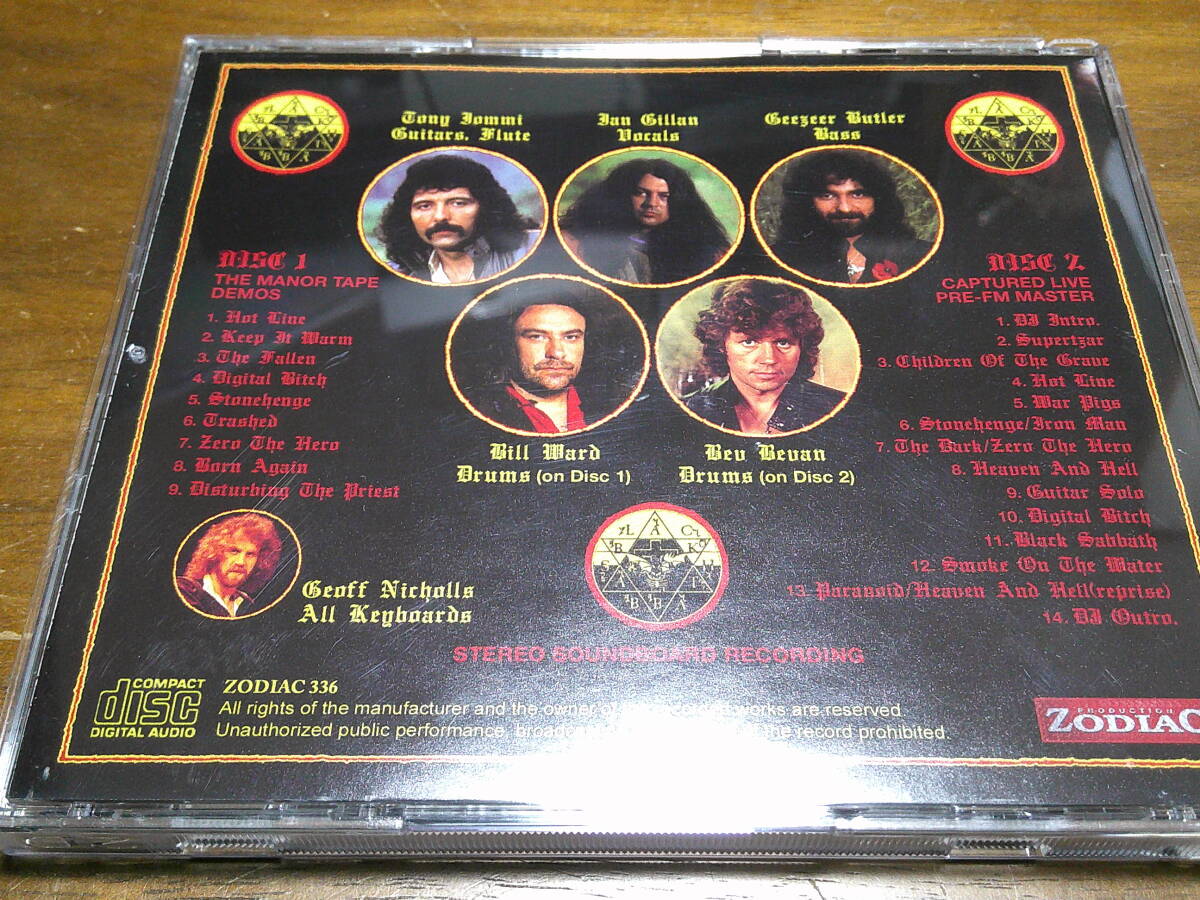 Tony Iommi
Guitars, Flute
Ian Gillan
Vocals
Geezeer Butler
Bass
DISC 1
THE MANOR TAPE
DEMOS
1. Hot Line
2. Keep It Warm
3. The Fallen
4. Digital Bitch
5. Stonehenge
6. Trashed
7. Zero The Hero
8. Born Again
9. Disturbing The Priest
DISC 2
CAPTURED LIVE
PRE-FM MASTER
1. DJ Intro.
2. Supertzar
3. Children Of The Grave
4. Hot Line
5. War Pigs
6. Stonehenge/Iron Man
7. The Dark/Zero The Hero
8. Heaven And Hell
9. Guitar Solo
10. Digital Bitch
11. Black Sabbath
12. Smoke On The Water
13. Paranoid/Heaven And Hell(reprise)
14. DJ Outro.
Bill Ward
Drums (on Disc 1)
Bev Bevan
Drums (on Disc 2)
Geoff Nicholls
All Keyboards
STEREO SOUNDBOARD RECORDING
COMPACT
disc
DIGITAL AUDIO
ZODIAC 336
All rights of the manufacturer and the owner of the recorded works are reserved.
Unauthorized public performance, broadc the record prohibited.
PRODUCTION
ZODIAC